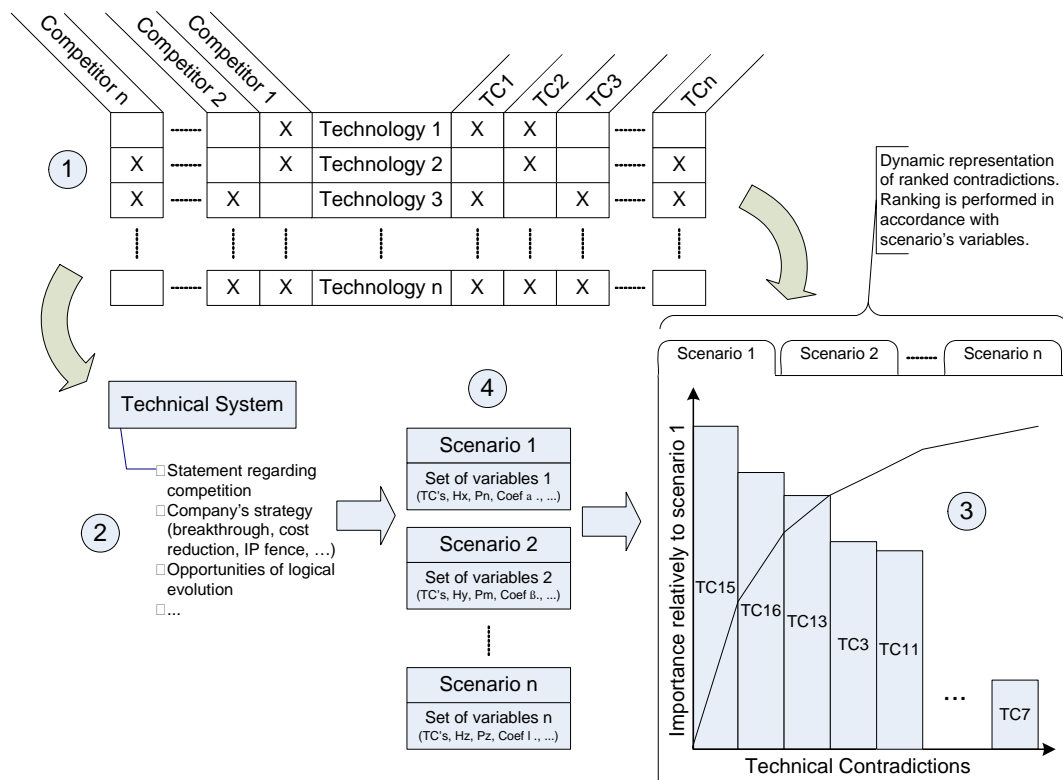 Competitor n
Competitor 2
Competitor 1
TC1
TC2
TC3
TCn
X Technology 1 X X
X X Technology 2 X X
X X Technology 3 X X X
X X Technology n X X X
1
Dynamic representation
of ranked contradictions.
Ranking is performed in
accordance with
scenario's variables.
Technical System
Statement regarding
competition
Company's strategy
(breakthrough, cost
reduction, IP fence, ...)
Opportunities of logical
evolution
...
2
4
Scenario 1
Set of variables 1
(TC's, Hx, Pn, Coef a ., ...)
Scenario 2
Set of variables 2
(TC's, Hy, Pm, Coef ß., ...)
Scenario n
Set of variables n
(TC's, Hz, Pz, Coef l ., ...)
Scenario 1
Scenario 2
Scenario n
3
Importance relatively to scenario 1
TC15
TC16
TC13
TC3
TC11
...
TC7
Technical Contradictions